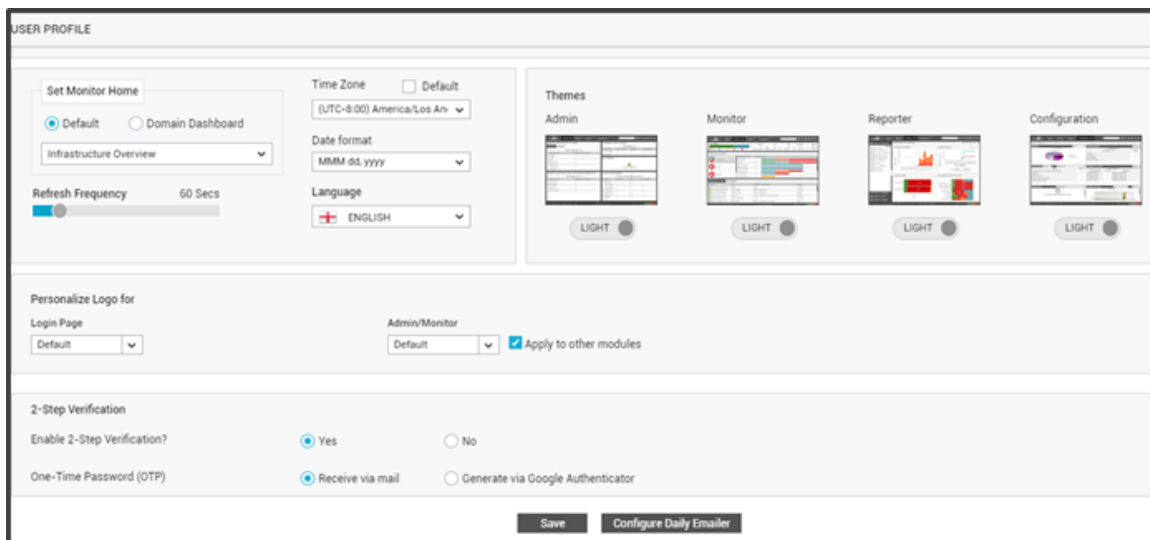 USER PROFILE
Set Monitor Home
Default Domain Dashboard
Infrastructure Overview
Refresh Frequency 60 Secs
Time Zone Default
(UTC-8:00) America/Los An
Date format
MMM dd, yyyy
Language
ENGLISH
Themes
Admin Monitor Reporter Configuration
LIGHT LIGHT LIGHT LIGHT
Personalize Logo for
Login Page Admin/Monitor
Default Default Apply to other modules
2-Step Verification
Enable 2-Step Verification? Yes No
One-Time Password (OTP) Receive via mail Generate via Google Authenticator
Save Configure Daily Emailer